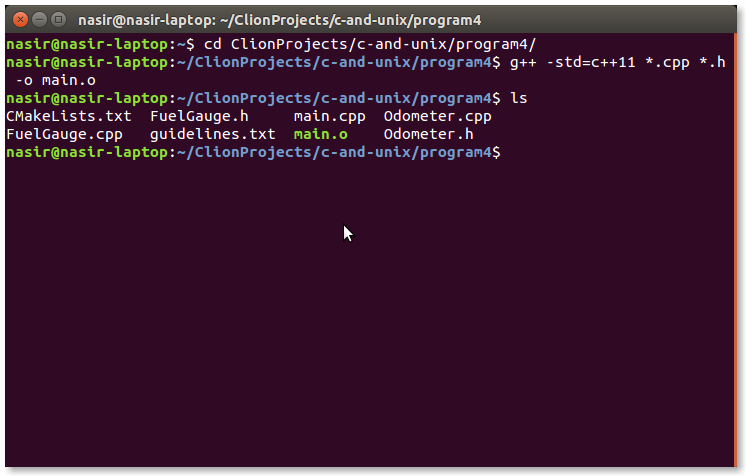 nasir@nasir-laptop: ~/ClionProjects/c-and-unix/program4
nasir@nasir-laptop:~$ cd ClionProjects/c-and-unix/program4/
nasir@nasir-laptop:~/ClionProjects/c-and-unix/program4$ g++ -std=c++11 *.cpp *.h
 -o main.o
nasir@nasir-laptop:~/ClionProjects/c-and-unix/program4$ ls
CMakeLists.txt  FuelGauge.h     main.cpp  Odometer.cpp
FuelGauge.cpp   guidelines.txt  main.o    Odometer.h
nasir@nasir-laptop:~/ClionProjects/c-and-unix/program4$